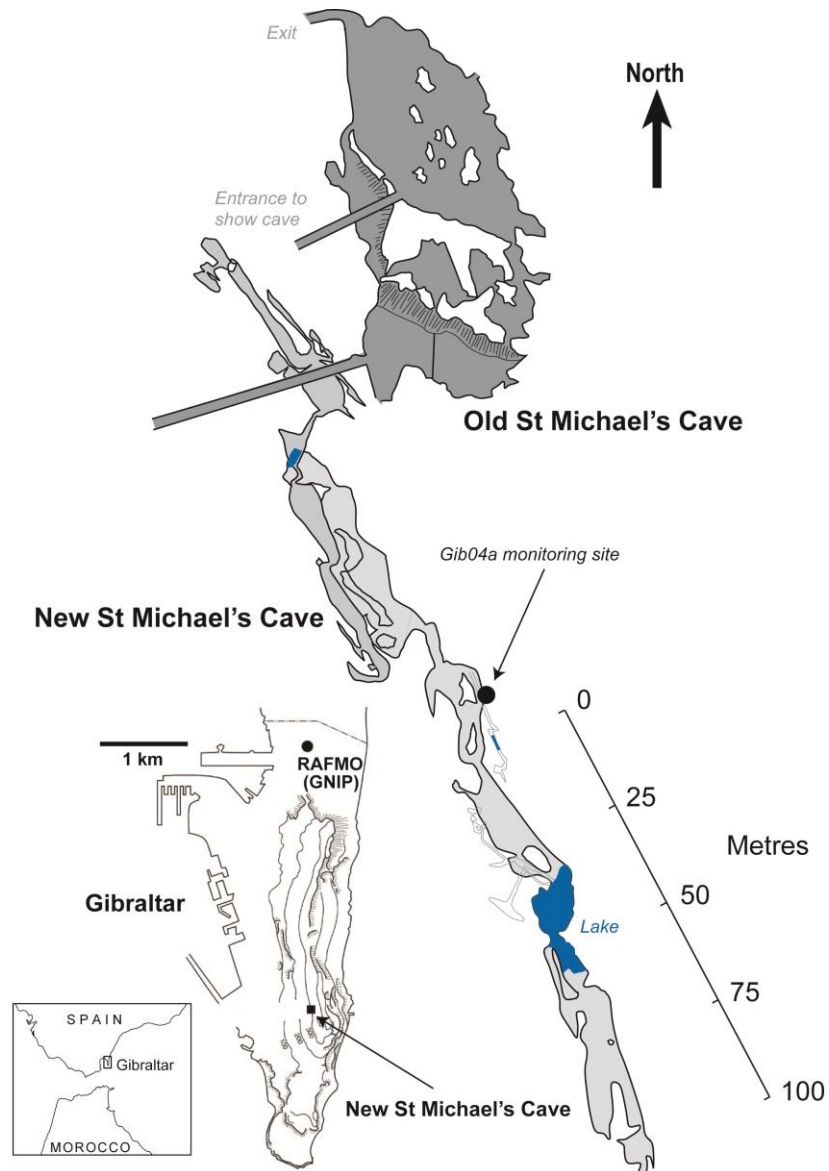 Exit
North
Entrance to
show cave
Old St Michael's Cave
Gib04a monitoring site
New St Michael's Cave
0
25
Metres
50
75
100
Lake
1 km
RAFMO
(GNIP)
Gibraltar
SPAIN
Gibraltar
MOROCCO
New St Michael's Cave